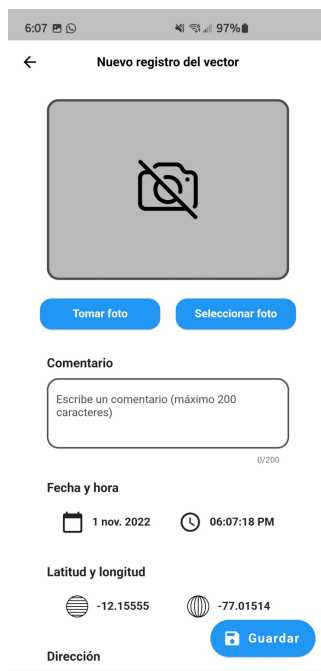 6:07 97%
Nuevo registro del vector
Tomar foto Seleccionar foto
Comentario
Escribe un comentario (máximo 200
caracteres)
0/200
Fecha y hora
1 nov. 2022 06:07:18 PM
Latitud y longitud
-12.15555 -77.01514
Guardar
Dirección